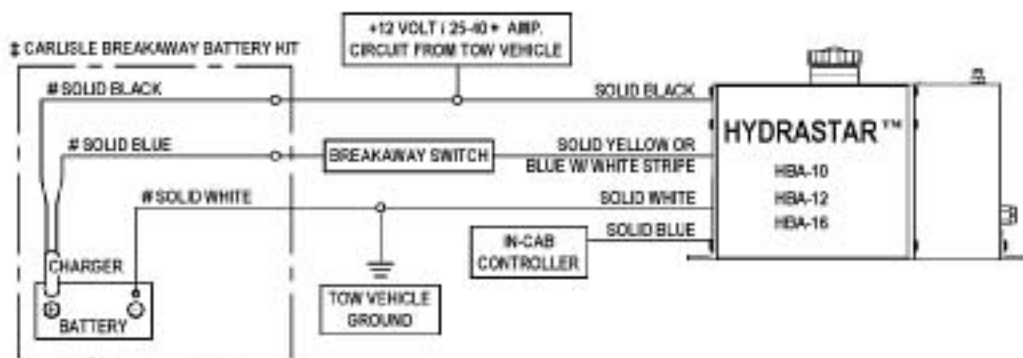 +12 VOLT / 25-40+ AMP.
CIRCUIT FROM TOW VEHICLE
‡ CARLISLE BREAKAWAY BATTERY KIT
# SOLID BLACK
SOLID BLACK
HYDRASTAR™
# SOLID BLUE
BREAKAWAY SWITCH
SOLID YELLOW OR
BLUE W/ WHITE STRIPE
HBA-10
HBA-12
HBA-16
# SOLID WHITE
SOLID WHITE
SOLID BLUE
IN-CAB
CONTROLLER
CHARGER
BATTERY
TOW VEHICLE
GROUND